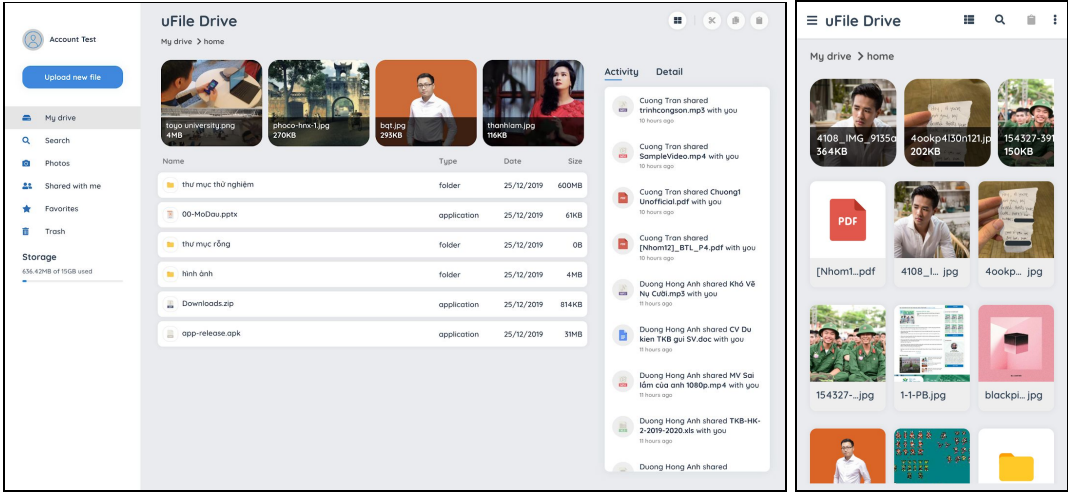 Account Test
Upload new file
My drive
Search
Photos
Shared with me
Favorites
Trash
Storage
636.42MB of 15GB used
uFile Drive
My drive > home
toyo university.png
4MB
phoco-hnx-1.jpg
270KB
bqt.jpg
293KB
thanhlam.jpg
116KB
Name Type Date Size
thư mục thử nghiệm folder 25/12/2019 600MB
00-MoDau.pptx application 25/12/2019 61KB
thư mục rỗng folder 25/12/2019 0B
hình ảnh folder 25/12/2019 4MB
Downloads.zip application 25/12/2019 814KB
app-release.apk application 25/12/2019 31MB
Activity Detail
Cuong Tran shared
trinhcongson.mp3 with you
10 hours ago
Cuong Tran shared
SampleVideo.mp4 with you
10 hours ago
Cuong Tran shared Chuong1
Unofficial.pdf with you
10 hours ago
Cuong Tran shared
[Nhom12]_BTL_P4.pdf with you
10 hours ago
Duong Hong Anh shared Khó Vẽ
Nụ Cười.mp3 with you
11 hours ago
Duong Hong Anh shared CV Du
kien TKB gui SV.doc with you
11 hours ago
Duong Hong Anh shared MV Sai
lầm của anh 1080p.mp4 with you
11 hours ago
Duong Hong Anh shared TKB-HK-
2-2019-2020.xls with you
11 hours ago
Duong Hong Anh shared
uFile Drive
My drive > home
4108_IMG_9135a
364KB
4ookp4l30n121.jp
202KB
154327-391
150KB
PDF
[Nhom1...pdf
4108_I... jpg
4ookp... jpg
154327-...jpg
1-1-PB.jpg
blackpi... jpg